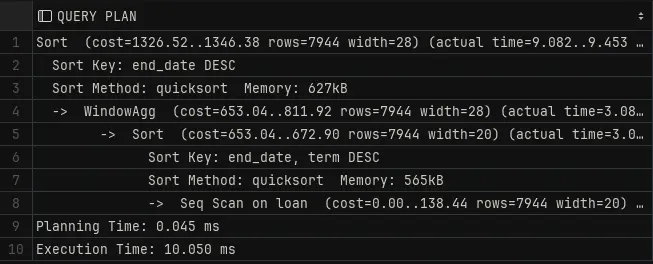 QUERY PLAN
1 Sort (cost=1326.52..1346.38 rows=7944 width=28) (actual time=9.082..9.453 …
2 Sort Key: end_date DESC
3 Sort Method: quicksort Memory: 627kB
4 -> WindowAgg (cost=653.04..811.92 rows=7944 width=28) (actual time=3.08…
5 -> Sort (cost=653.04..672.90 rows=7944 width=20) (actual time=3.0…
6 Sort Key: end_date, term DESC
7 Sort Method: quicksort Memory: 565kB
8 -> Seq Scan on loan (cost=0.00..138.44 rows=7944 width=20) …
9 Planning Time: 0.045 ms
10 Execution Time: 10.050 ms